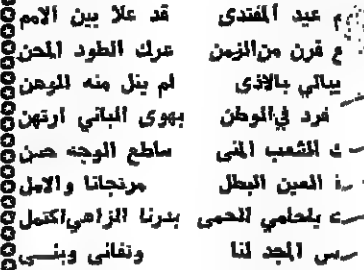 عيد المفتدى قد علا بين الامم
ع قرن من الزمن عرك الطود المحن
يبالي بالاذى لم ينل منه الوهن
فرد في الوطن بهوى الباني ارتهن
الشعب المنى ساطع الوجه حسن
العين البطل مرتجانا والامل
يلحامي الحمى بدرنا الزاهي اكتمل
س المجد لنا وتفانى وبنى